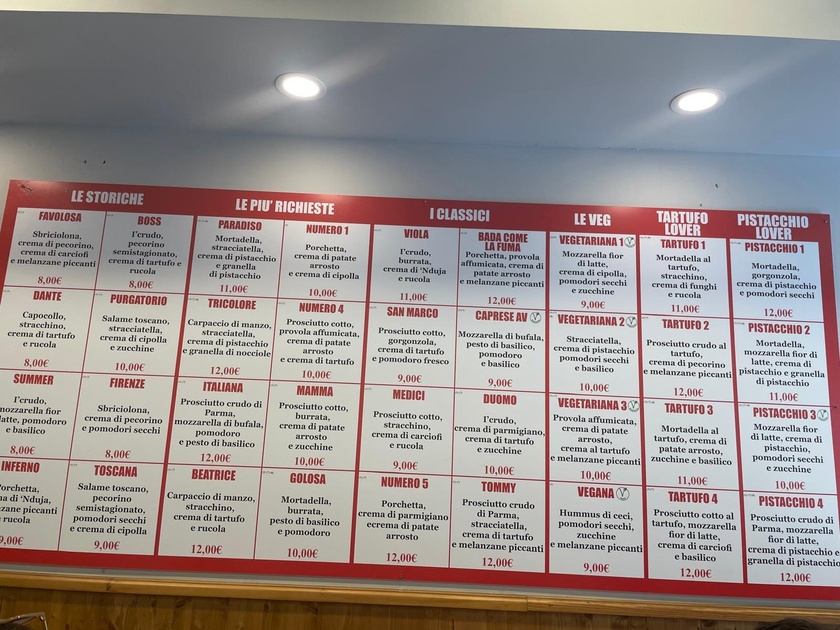 LE STORICHE
FAVOLOSA
Sbriciolona,
crema di pecorino,
crema di carciofi
e melanzane piccanti
8,00€
BOSS
l'crudo,
pecorino
semistagionato,
crema di tartufo e
rucola
8,00€
DANTE
Capocollo,
stracchino,
crema di tartufo
e rucola
8,00€
PURGATORIO
Salame toscano,
stracciatella,
crema di cipolla
e zucchine
10,00€
SUMMER
l'crudo,
mozzarella fior
latte, pomodoro
e basilico
8,00€
FIRENZE
Sbriciolona,
crema di pecorino
e pomodori secchi
8,00€
INFERNO
di 'Nduja,
piccanti
e rucola
9,00€
TOSCANA
Salame toscano,
pecorino
semistagionato,
pomodori secchi
e crema di cipolla
9,00€
LE PIU' RICHIESTE
PARADISO
Mortadella,
stracciatella,
crema di pistacchio
e granella
di pistacchio
11,00€
NUMERO 1
Porchetta,
crema di patate
arrosto
e crema di cipolla
10,00€
TRICOLORE
Carpaccio di manzo,
stracciatella,
crema di pistacchio
e granella di nocciole
12,00€
NUMERO 4
Prosciutto cotto,
provola affumicata,
crema di patate
arrosto
e crema di tartufo
10,00€
ITALIANA
Prosciutto crudo di
Parma,
mozzarella di bufala,
pomodoro
e pesto di basilico
12,00€
MAMMA
Prosciutto cotto,
burrata,
crema di patate
arrosto
e zucchine
10,00€
BEATRICE
Carpaccio di manzo,
stracchino,
crema di tartufo
e rucola
12,00€
GOLOSA
Mortadella,
burrata,
pesto di basilico
e pomodoro
10,00€
I CLASSICI
VIOLA
l'crudo,
burrata,
crema di 'Nduja
e rucola
11,00€
BADA COME
LA FUMA
Porchetta, provola
affumicata, crema di
patate arrosto
e melanzane piccanti
12,00€
SAN MARCO
Prosciutto cotto,
gorgonzola,
crema di tartufo
e pomodoro fresco
9,00€
CAPRESE AV
Mozzarella di bufala,
pesto di basilico,
pomodoro
e basilico
9,00€
MEDICI
Prosciutto cotto,
stracchino,
crema di carciofi
e rucola
9,00€
DUOMO
l'crudo,
crema di parmigiano,
crema di tartufo
e zucchine
10,00€
NUMERO 5
Porchetta,
crema di parmigiano
ecrema di patate
arrosto
12,00€
TOMMY
Prosciutto crudo
di Parma,
stracciatella,
crema di tartufo
e melanzane piccanti
12,00€
LE VEG
VEGETARIANA 1
Mozzarella fior
di latte,
crema di cipolla,
pomodori secchi
e zucchine
9,00€
VEGETARIANA 2
Stracciatella,
crema di pistacchio
pomodori secchi
e basilico
10,00€
VEGETARIANA 3
Provola affumicata,
crema di patate
arrosto,
crema al tartufo
e melanzane piccanti
10,00€
VEGANA
Hummus di ceci,
pomodori secchi,
zucchine
e melanzane piccanti
9,00€
TARTUFO
LOVER
TARTUFO 1
Mortadella al
tartufo,
stracchino,
crema di funghi
e rucola
11,00€
TARTUFO 2
Prosciutto crudo al
tartufo,
crema di pecorino
e melanzane piccanti
12,00€
TARTUFO 3
Mortadella al
tartufo, crema di
patate arrosto,
zucchine e basilico
11,00€
TARTUFO 4
Prosciutto cotto al
tartufo, mozzarella
fior di latte,
crema di carciofi
e basilico
12,00€
PISTACCHIO
LOVER
PISTACCHIO 1
Mortadella,
gorgonzola,
crema di pistacchio
e pomodori secchi
12,00€
PISTACCHIO 2
Mortadella,
mozzarella fior di
latte, crema di
pistacchio e granella
di pistacchio
11,00€
PISTACCHIO 3
Mozzarella fior
di latte, crema di
pistacchio,
pomodori secchi
e zucchine
10,00€
PISTACCHIO 4
Prosciutto crudo di
Parma, mozzarella
fior di latte,
crema di pistacchio e
granella di pistacchio
12,00€